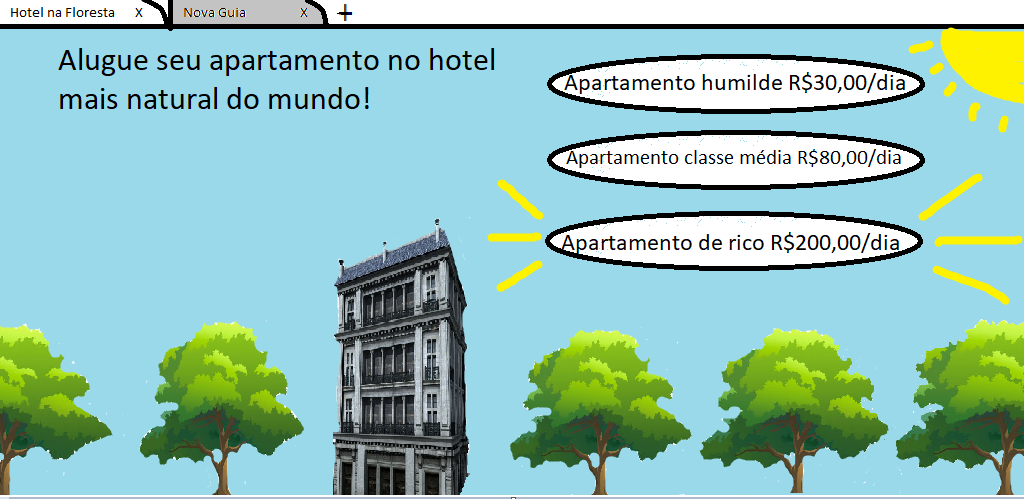 Hotel na Floresta X Nova Guia X +
Alugue seu apartamento no hotel
mais natural do mundo!
Apartamento humilde R$30,00/dia
Apartamento classe média R$80,00/dia
Apartamento de rico R$200,00/dia